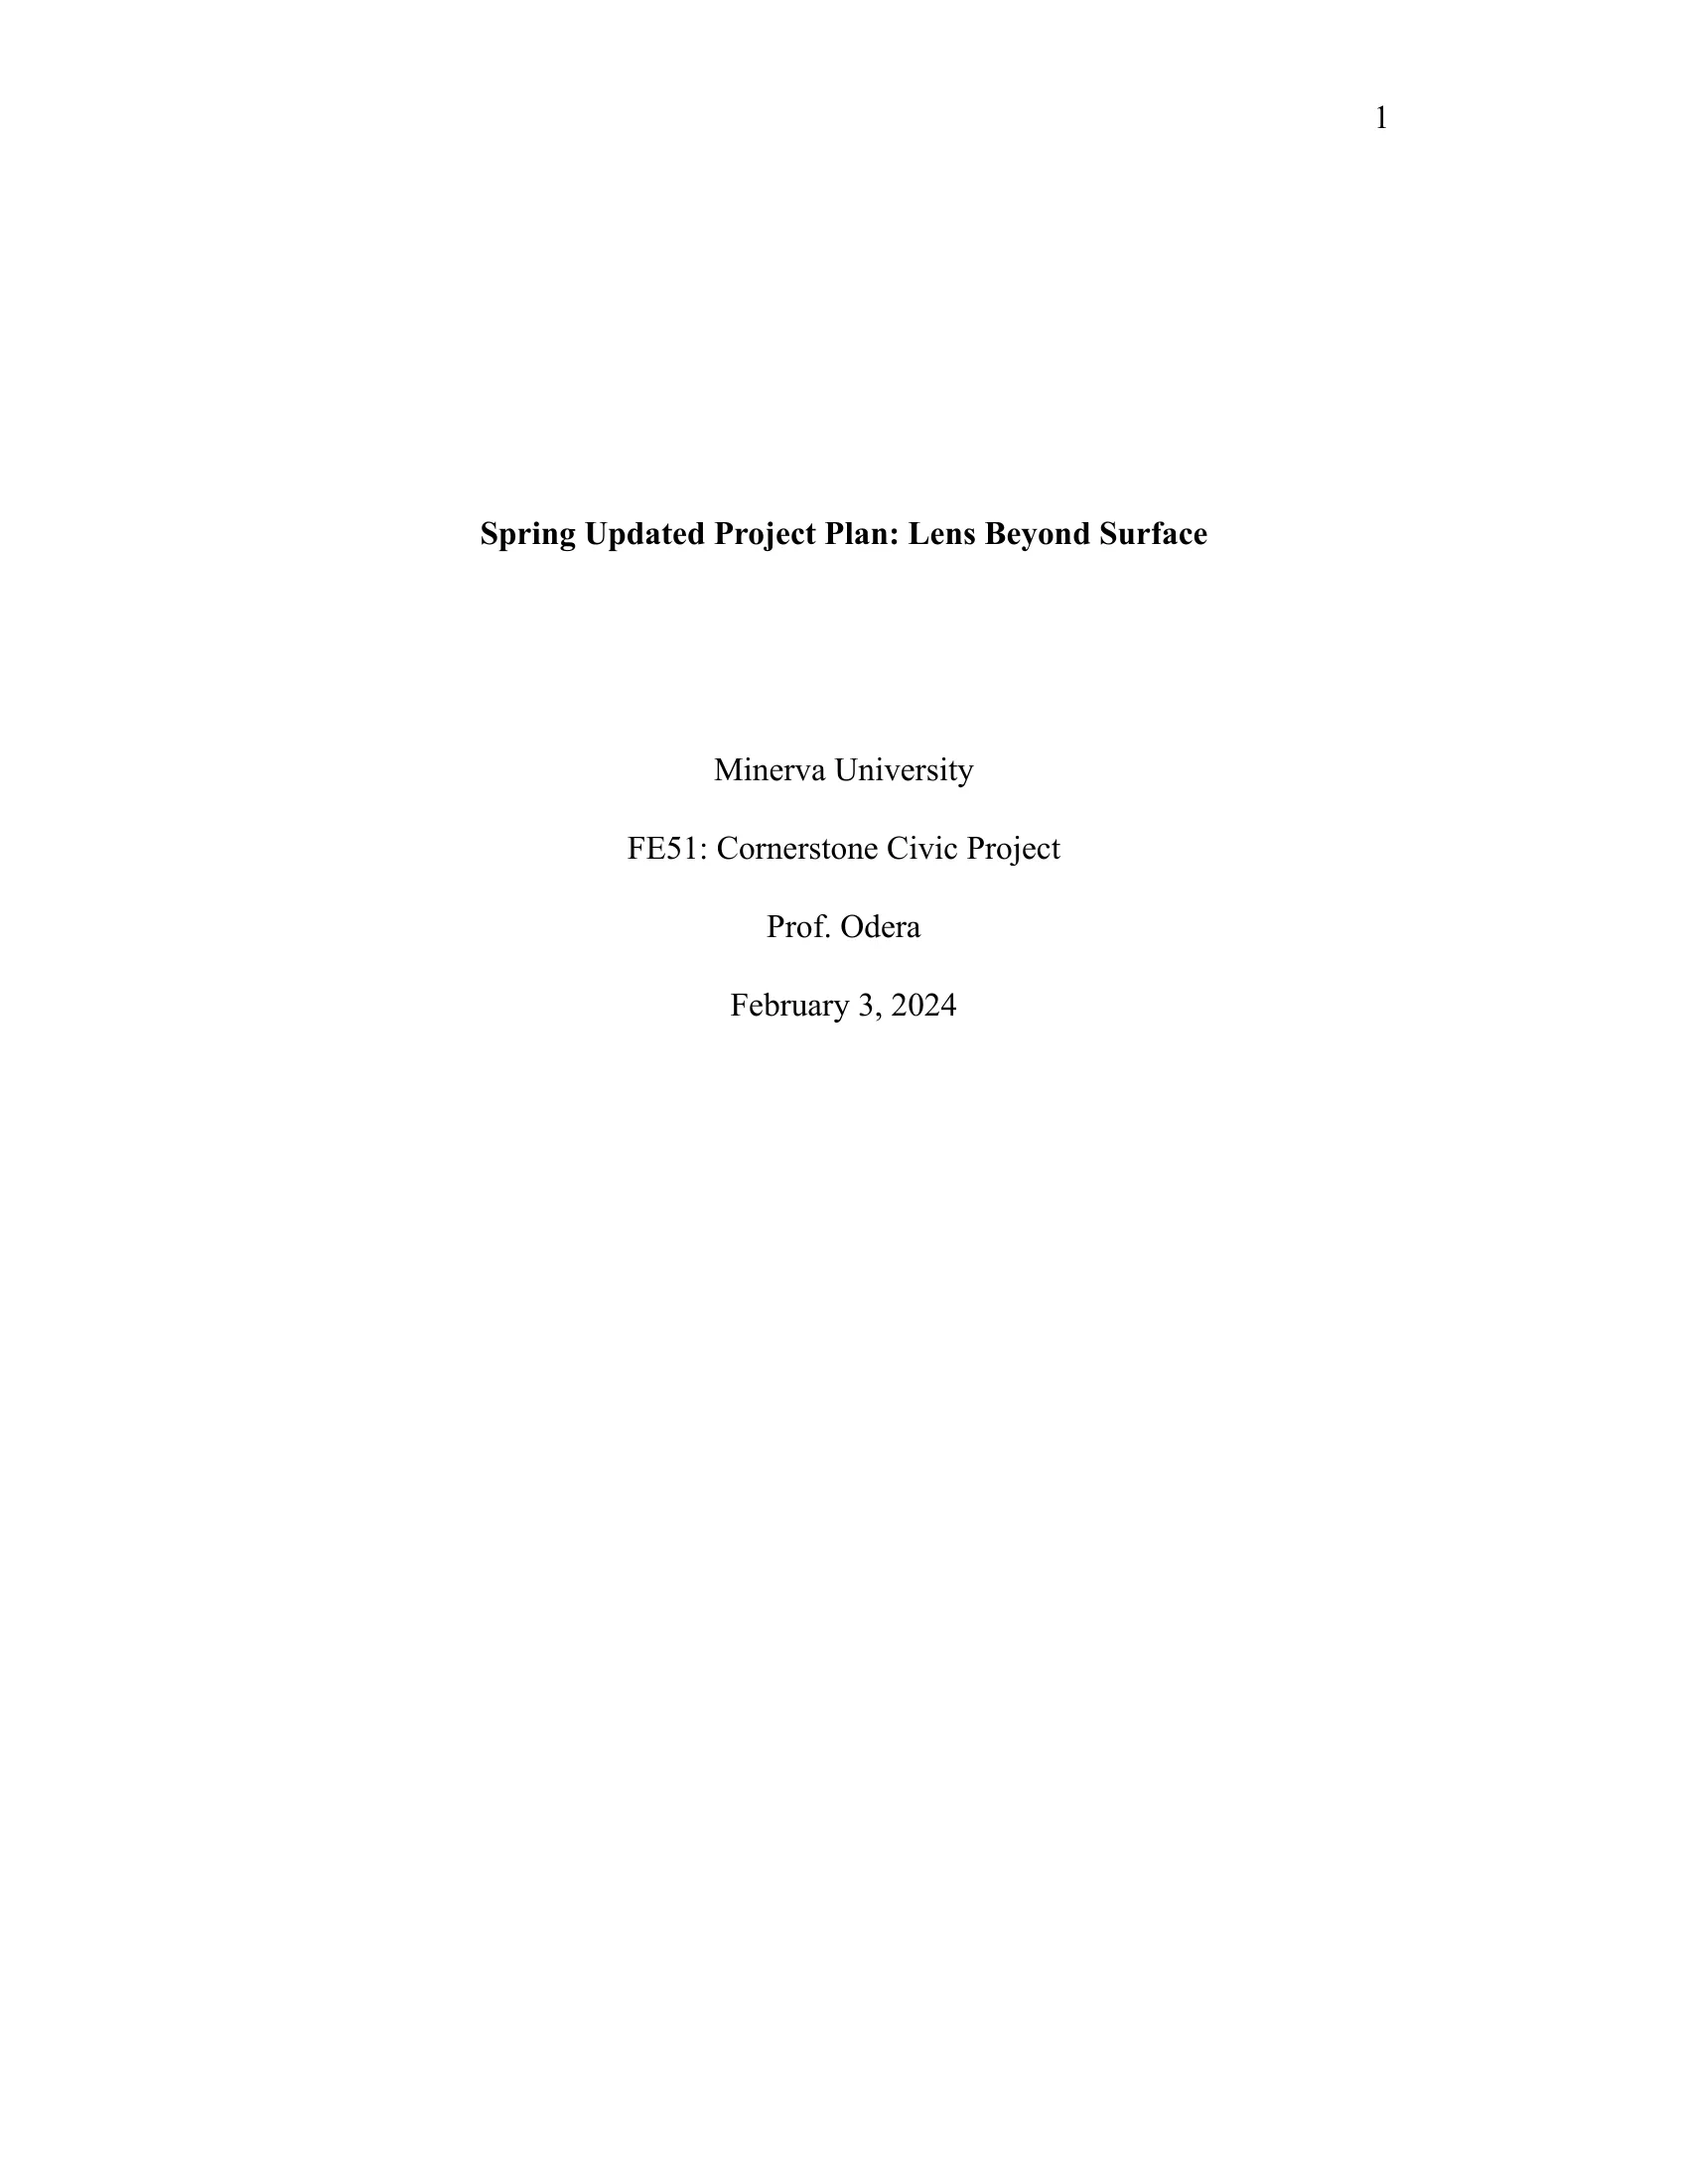 1
Spring Updated Project Plan: Lens Beyond Surface
Minerva University
FE51: Cornerstone Civic Project
Prof. Odera
February 3, 2024